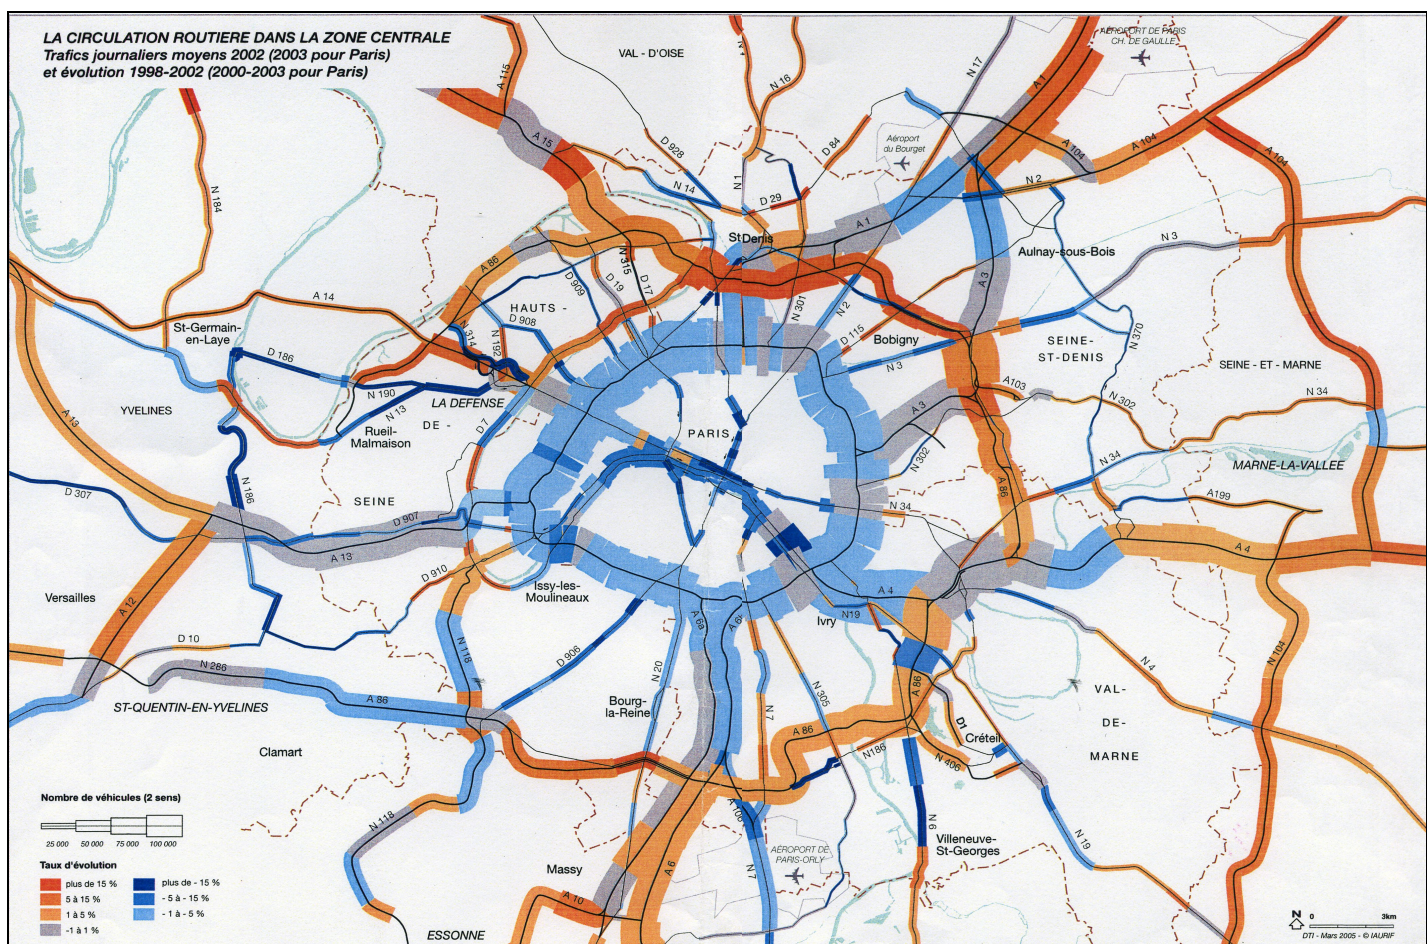 LA CIRCULATION ROUTIERE DANS LA ZONE CENTRALE
Trafics journaliers moyens 2002 (2003 pour Paris)
et évolution 1998-2002 (2000-2003 pour Paris)
VAL - D'OISE
AÉROPORT DE PARIS
CH. DE GAULLE
A 115
N 16
N 17
A 1
A 15
D 928
D 84
Aéroport
du Bourget
A 104
A 104
A 104
N 184
N 14
N 1
D 29
N 2
A 1
St Denis
N 3
Aulnay-sous-Bois
A 86
N 315
D 909
D 19
D 17
A 3
A 14
HAUTS -
D 908
N 301
N 2
St-Germain-
en-Laye
N 314
N 192
D 115
Bobigny
N 370
SEINE-
ST-DENIS
D 186
N 3
SEINE - ET - MARNE
N 190
A103
N 34
YVELINES
LA DEFENSE
N 13
A 3
N 302
A 13
DE -
D 7
PARIS
Rueil-
Malmaison
N 302
N 34
MARNE-LA-VALLEE
D 307
N 186
SEINE
A 86
A199
D 907
N 34
A 13
A 4
D 910
Issy-les-
Moulineaux
A 4
Versailles
A 12
N19
Ivry
A 6a
D 10
N 118
D 906
N 4
N 104
N 286
N 20
A 86
VAL-
ST-QUENTIN-EN-YVELINES
A 86
Bourg-
la-Reine
N 7
N 305
D1
DE-
Clamart
A 86
Créteil
N186
N 406
MARNE
Nombre de véhicules (2 sens)
25 000
50 000
75 000
100 000
N 118
A 106
N 6
N 19
Villeneuve-
St-Georges
AÉROPORT DE
PARIS-ORLY
Taux d'évolution
plus de 15 %
plus de - 15 %
5 à 15 %
- 5 à - 15 %
1 à 5 %
- 1 à - 5 %
-1 à 1 %
Massy
A 6
N 7
A 10
ESSONNE
N
0
3km
DTI - Mars 2005 - © IAURIF